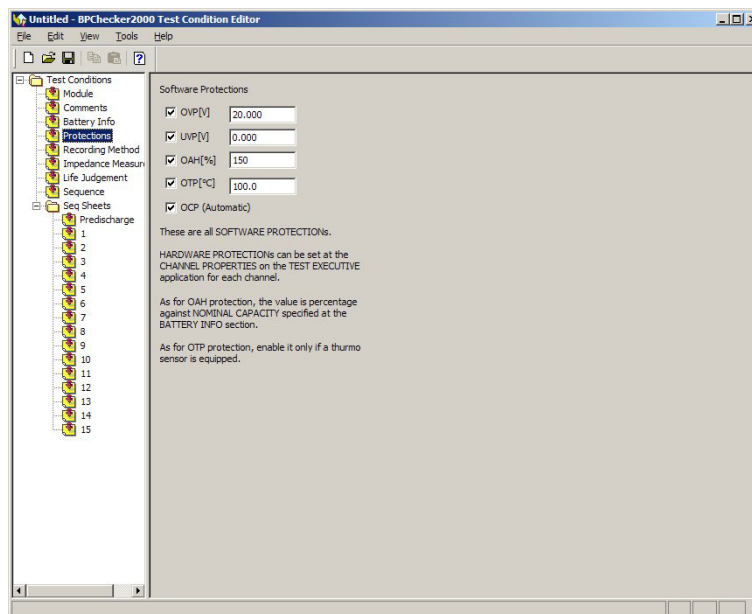 Untitled - BPChecker2000 Test Condition Editor
File Edit View Tools Help
Test Conditions
Module
Comments
Battery Info
Protections
Recording Method
Impedance Measur
Life Judgement
Sequence
Seq Sheets
Predischarge
1
2
3
4
5
6
7
8
9
10
11
12
13
14
15
Software Protections
OVP[V] 20.000
UVP[V] 0.000
OAH[%] 150
OTP[°C] 100.0
OCP (Automatic)
These are all SOFTWARE PROTECTIONs.
HARDWARE PROTECTIONs can be set at the
CHANNEL PROPERTIES on the TEST EXECUTIVE
application for each channel.
As for OAH protection, the value is percentage
against NOMINAL CAPACITY specified at the
BATTERY INFO section.
As for OTP protection, enable it only if a thurmo
sensor is equipped.